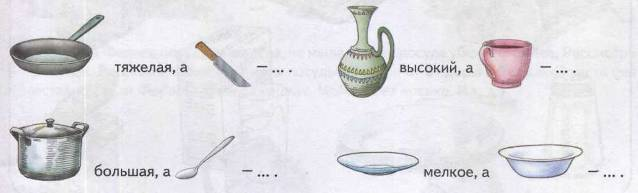 тяжелая, а – ... . высокий, а – ... .
большая, а – ... . мелкое, а – ... .